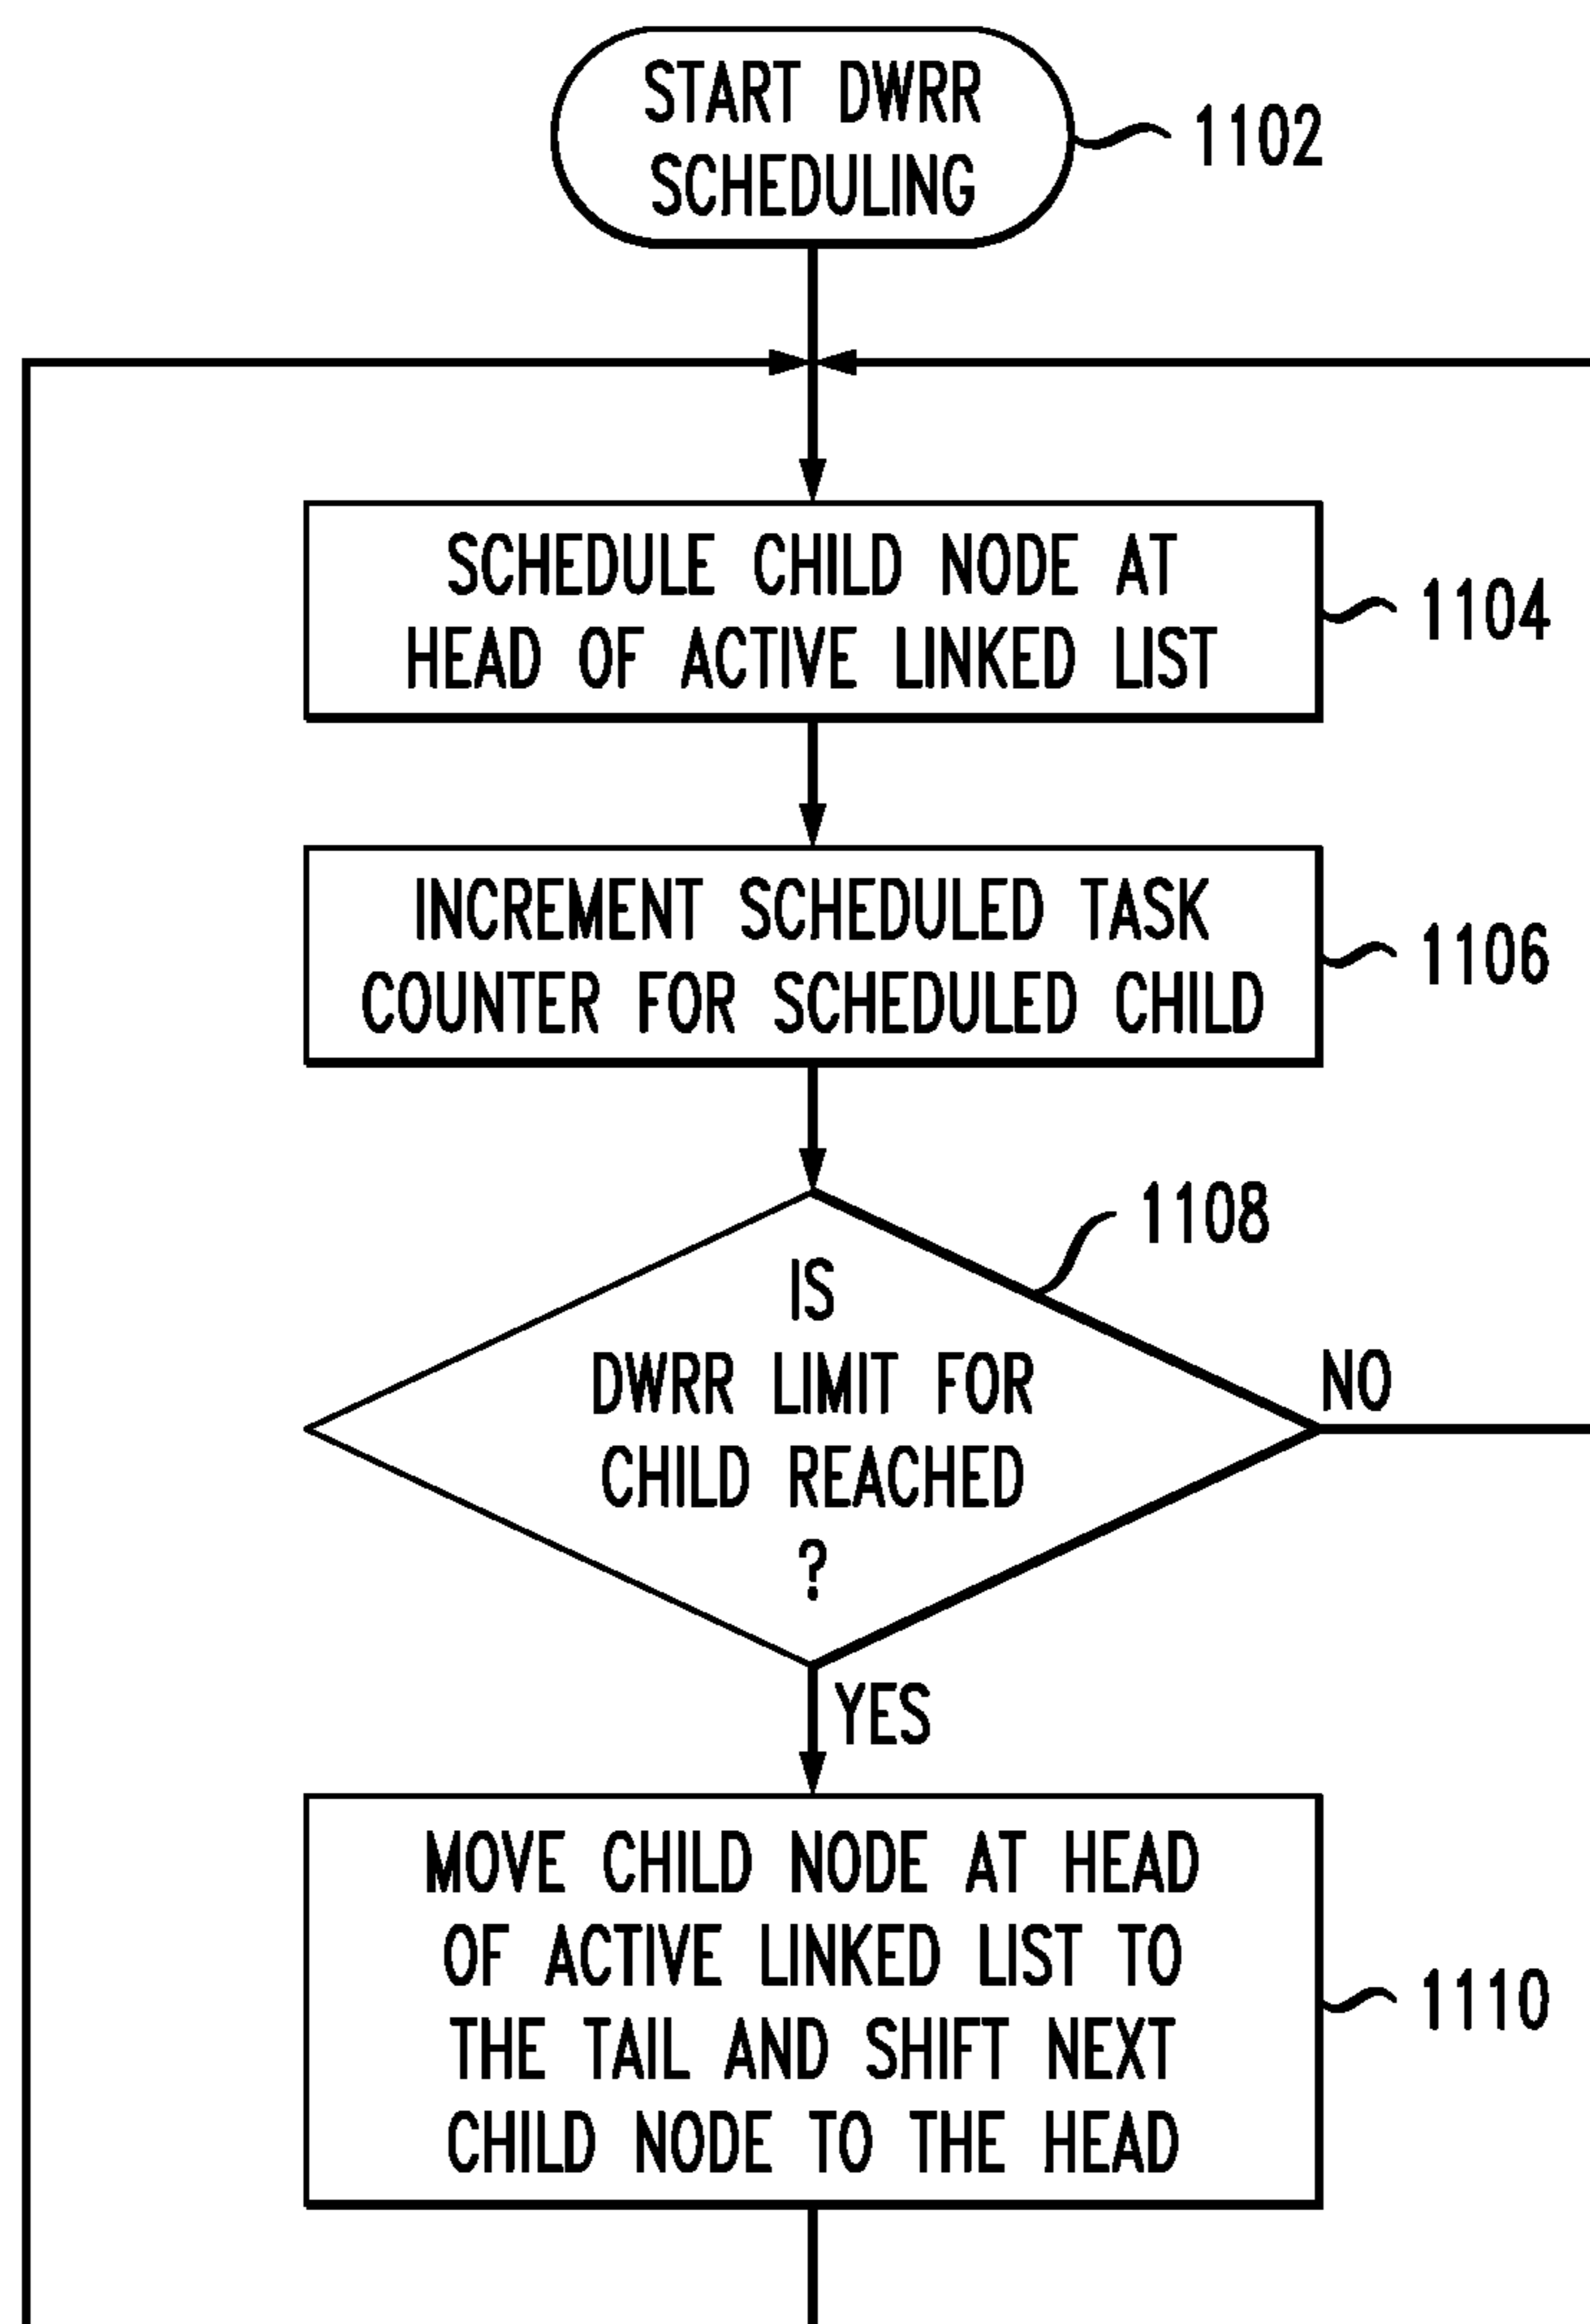 START DWRR
SCHEDULING
1102
SCHEDULE CHILD NODE AT
HEAD OF ACTIVE LINKED LIST
1104
INCREMENT SCHEDULED TASK
COUNTER FOR SCHEDULED CHILD
1106
1108
IS
DWRR LIMIT FOR
CHILD REACHED
?
NO
YES
MOVE CHILD NODE AT HEAD
OF ACTIVE LINKED LIST TO
THE TAIL AND SHIFT NEXT
CHILD NODE TO THE HEAD
1110